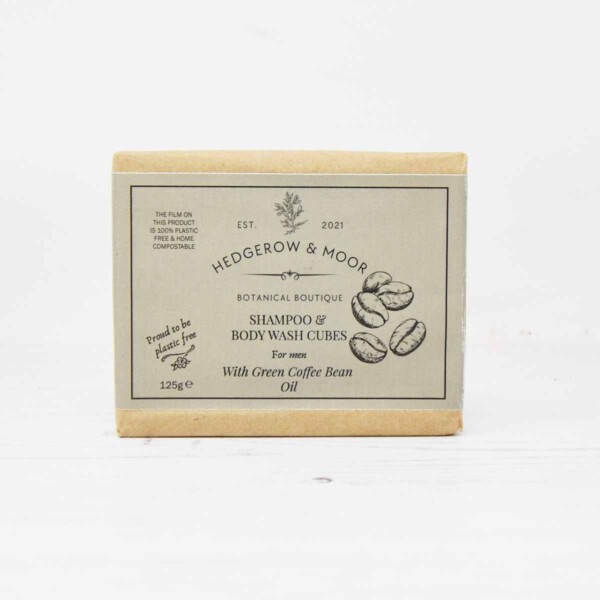 THE FILM ON
THIS PRODUCT
IS 100% PLASTIC
FREE & HOME
COMPOSTABLE
EST. 2021
HEDGEROW & MOOR
BOTANICAL BOUTIQUE
SHAMPOO &
BODY WASH CUBES
For men
With Green Coffee Bean
Oil
Proud to be
plastic free
125g ℮